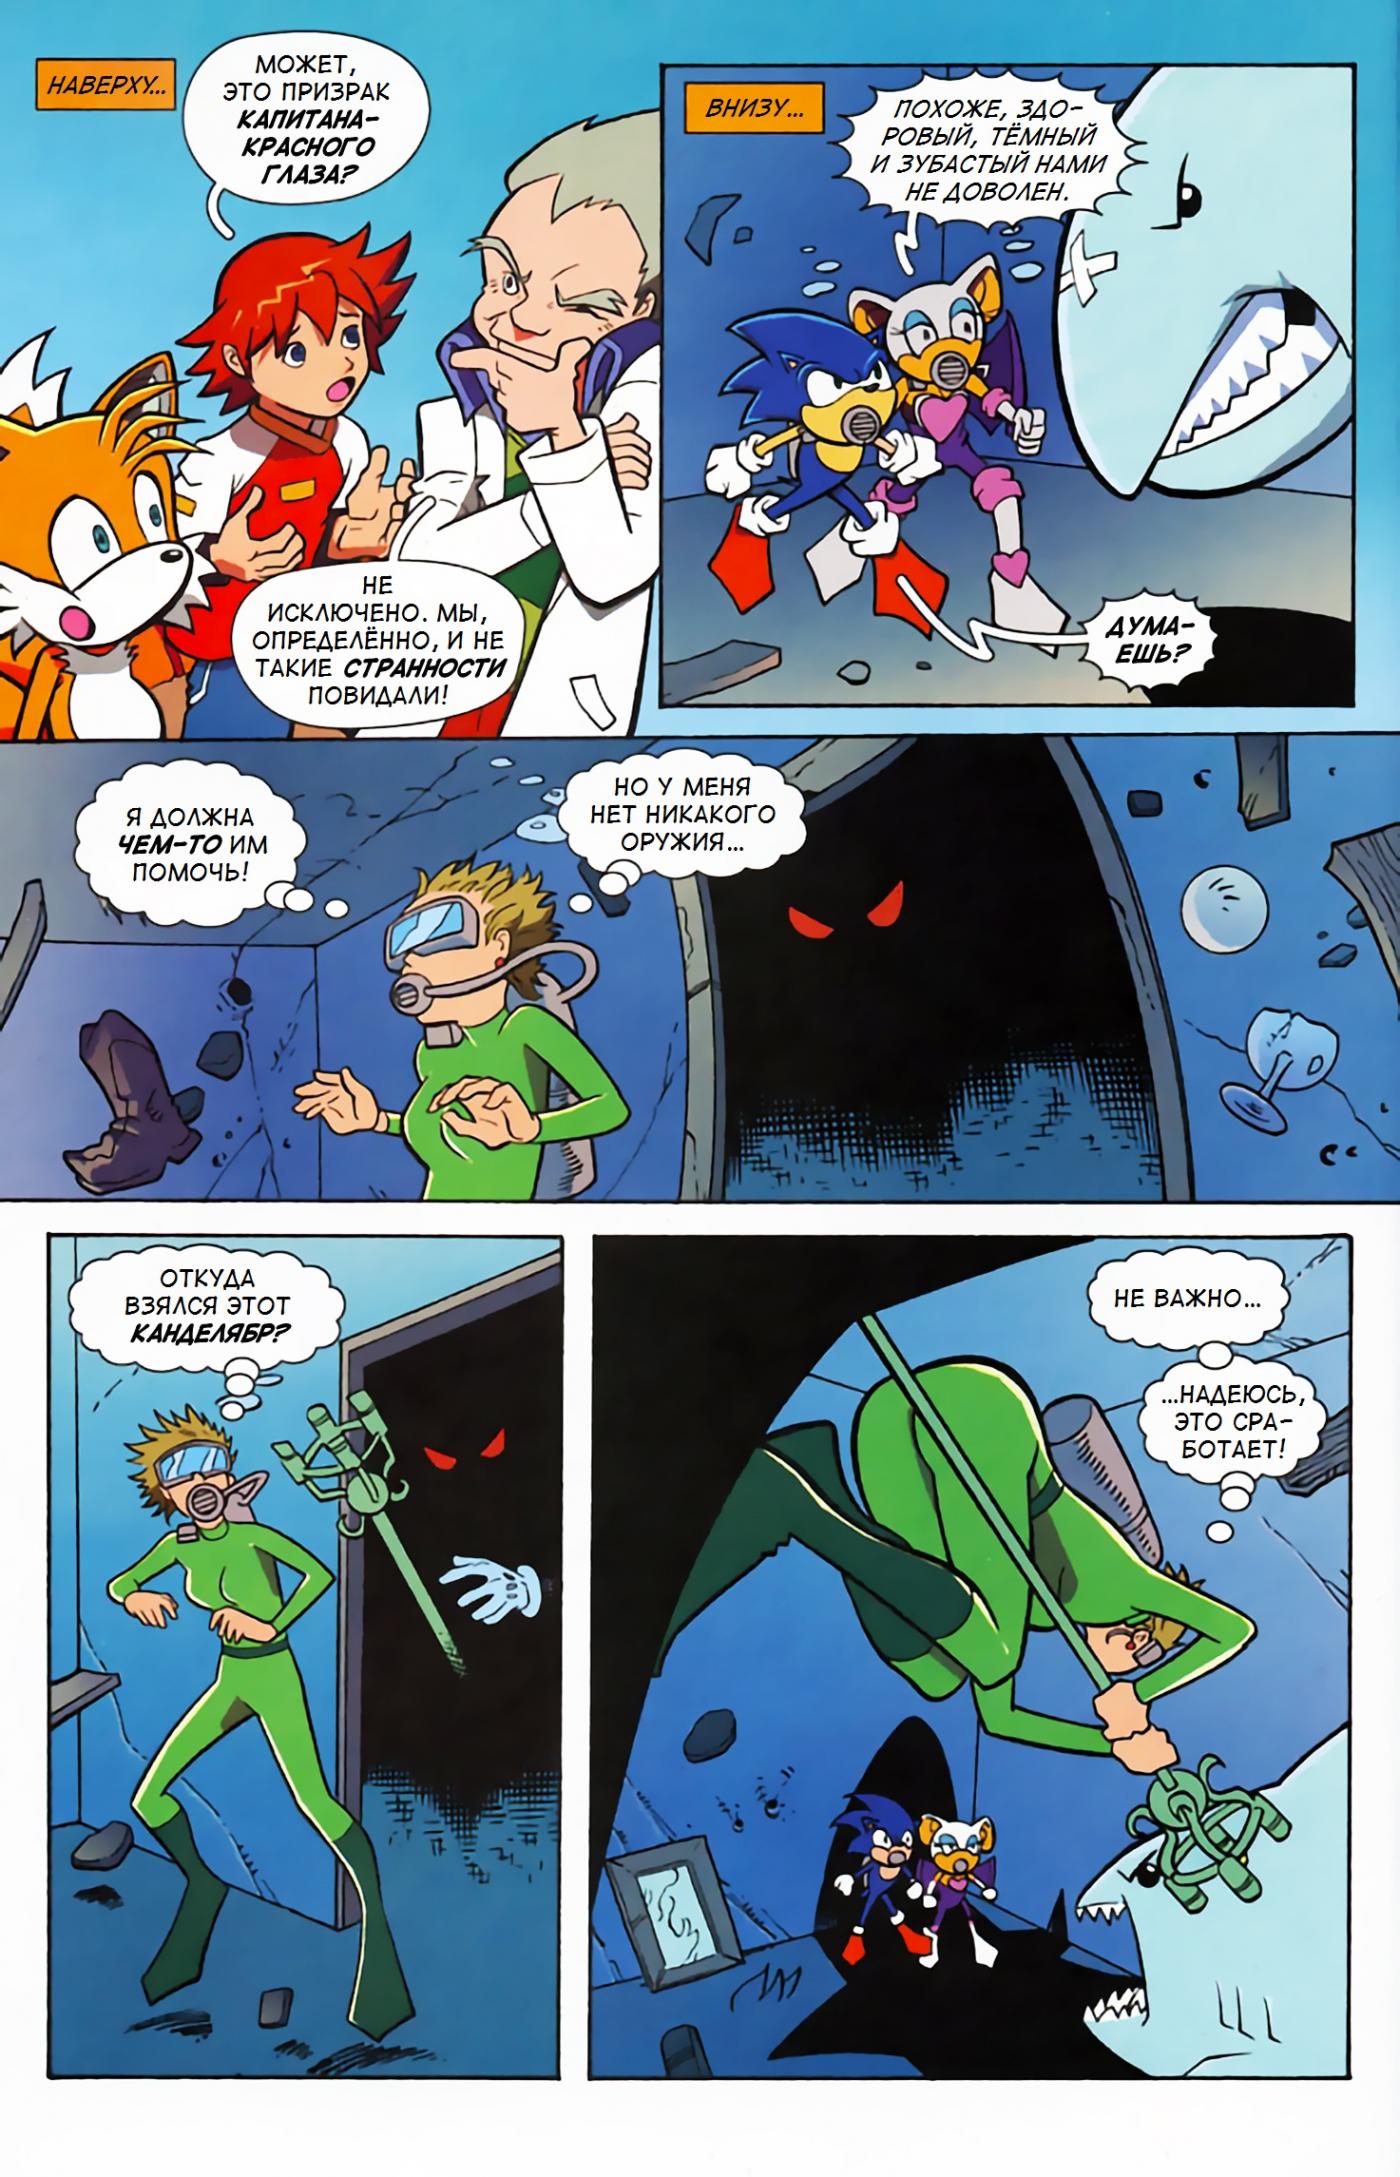 НАВЕРХУ...
МОЖЕТ,
ЭТО ПРИЗРАК
КАПИТАНА-
КРАСНОГО
ГЛАЗА?
НЕ
ИСКЛЮЧЕНО. МЫ,
ОПРЕДЕЛЁННО, И НЕ
ТАКИЕ СТРАННОСТИ
ПОВИДАЛИ!
ВНИЗУ...
ПОХОЖЕ, ЗДО-
РОВЫЙ, ТЁМНЫЙ
И ЗУБАСТЫЙ НАМИ
НЕ ДОВОЛЕН.
ДУМА-
ЕШЬ?
Я ДОЛЖНА
ЧЕМ-ТО ИМ
ПОМОЧЬ!
НО У МЕНЯ
НЕТ НИКАКОГО
ОРУЖИЯ...
ОТКУДА
ВЗЯЛСЯ ЭТОТ
КАНДЕЛЯБР?
НЕ ВАЖНО...
...НАДЕЮСЬ,
ЭТО СРА-
БОТАЕТ!